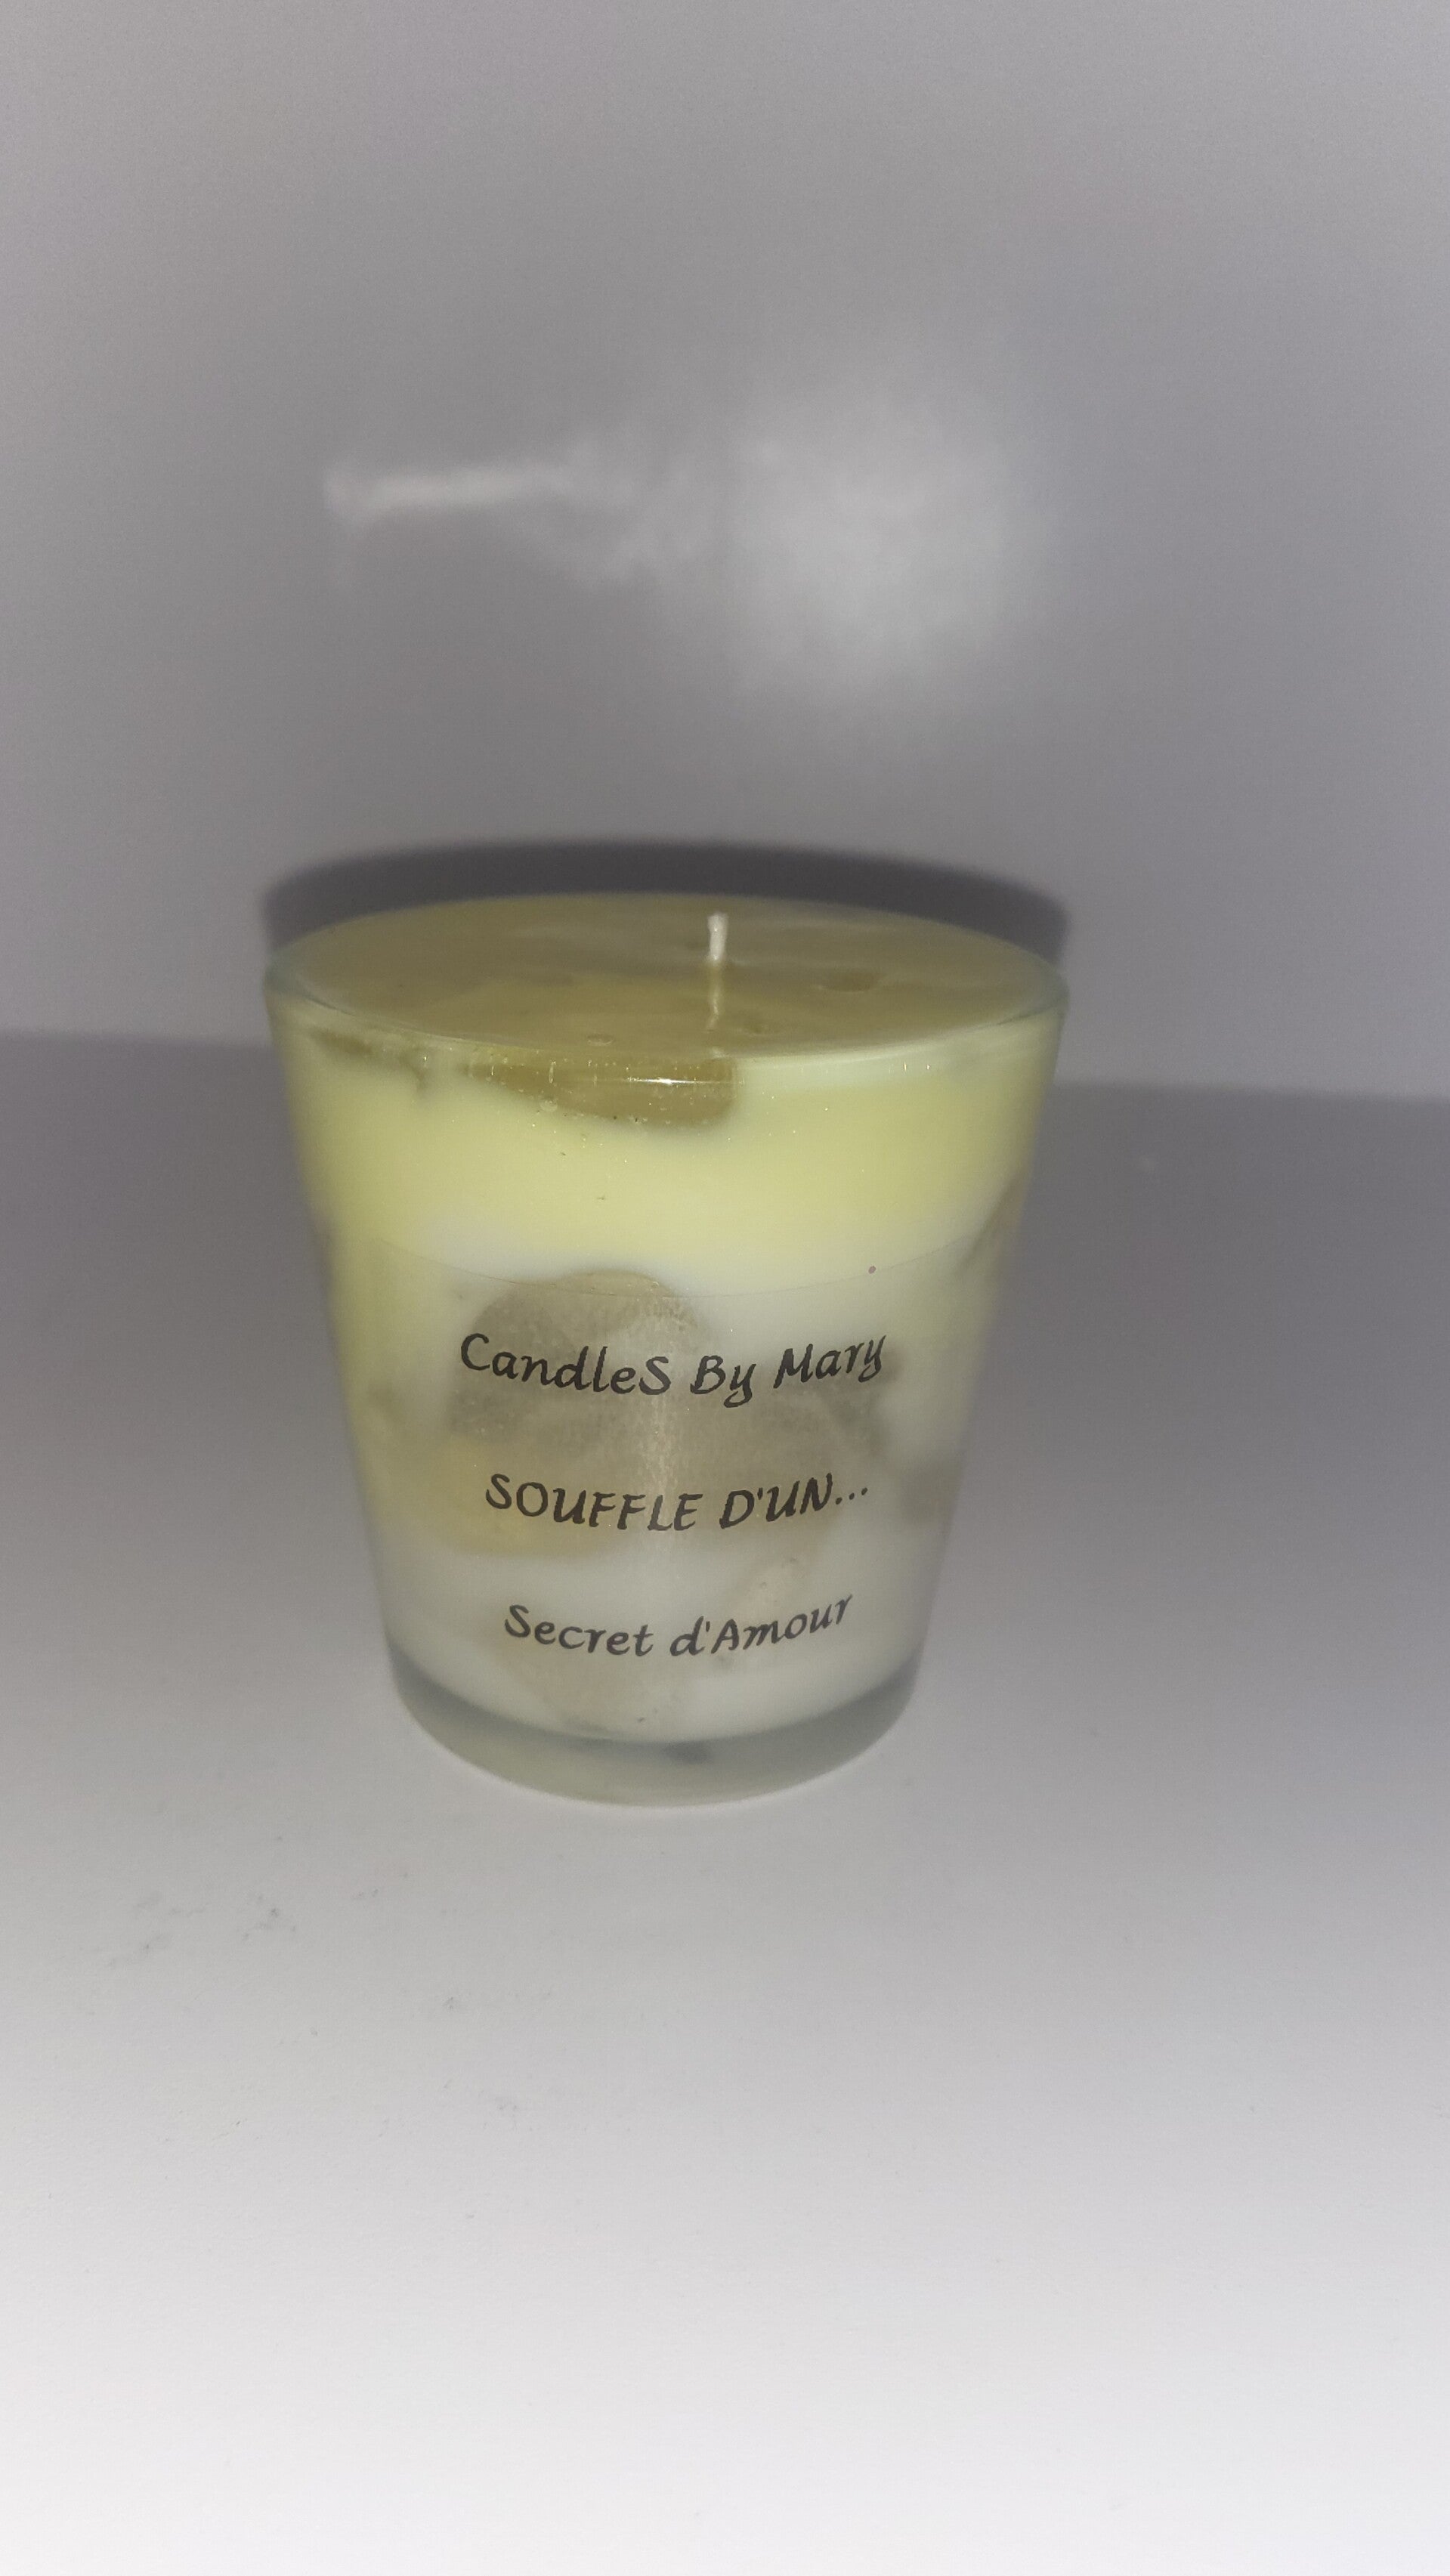 CandleS By Mary
SOUFFLE D'UN...
Secret d'Amour